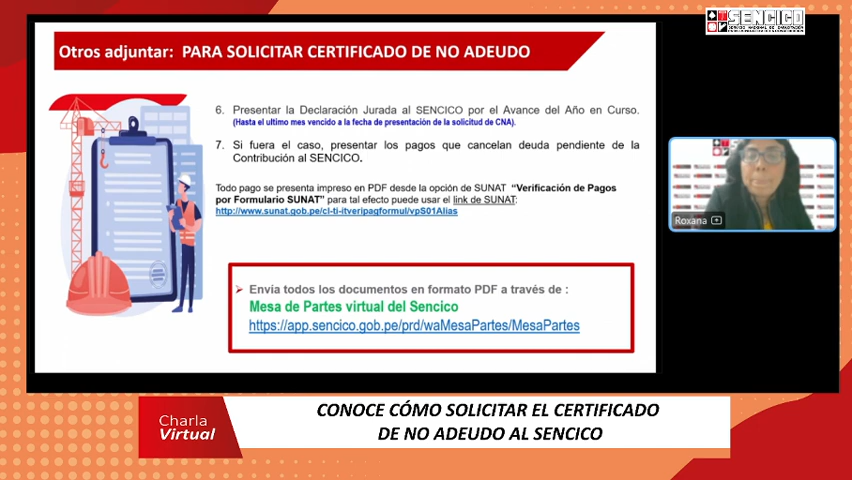 SENCICO
Otros adjuntar: PARA SOLICITAR CERTIFICADO DE NO ADEUDO
6. Presentar la Declaración Jurada al SENCICO por el Avance del Año en Curso.
(Hasta el ultimo mes vencido a la fecha de presentación de la solicitud de CNA).
7. Si fuera el caso, presentar los pagos que cancelan deuda pendiente de la
Contribución al SENCICO.
Todo pago se presenta impreso en PDF desde la opción de SUNAT "Verificación de Pagos
por Formulario SUNAT" para tal efecto puede usar el link de SUNAT:
http://www.sunat.gob.pe/cl-ti-itveripagformul/vpS01Alias
Envía todos los documentos en formato PDF a través de :
Mesa de Partes virtual del Sencico
https://app.sencico.gob.pe/prd/waMesaPartes/MesaPartes
Roxana
Charla
Virtual
CONOCE CÓMO SOLICITAR EL CERTIFICADO
DE NO ADEUDO AL SENCICO